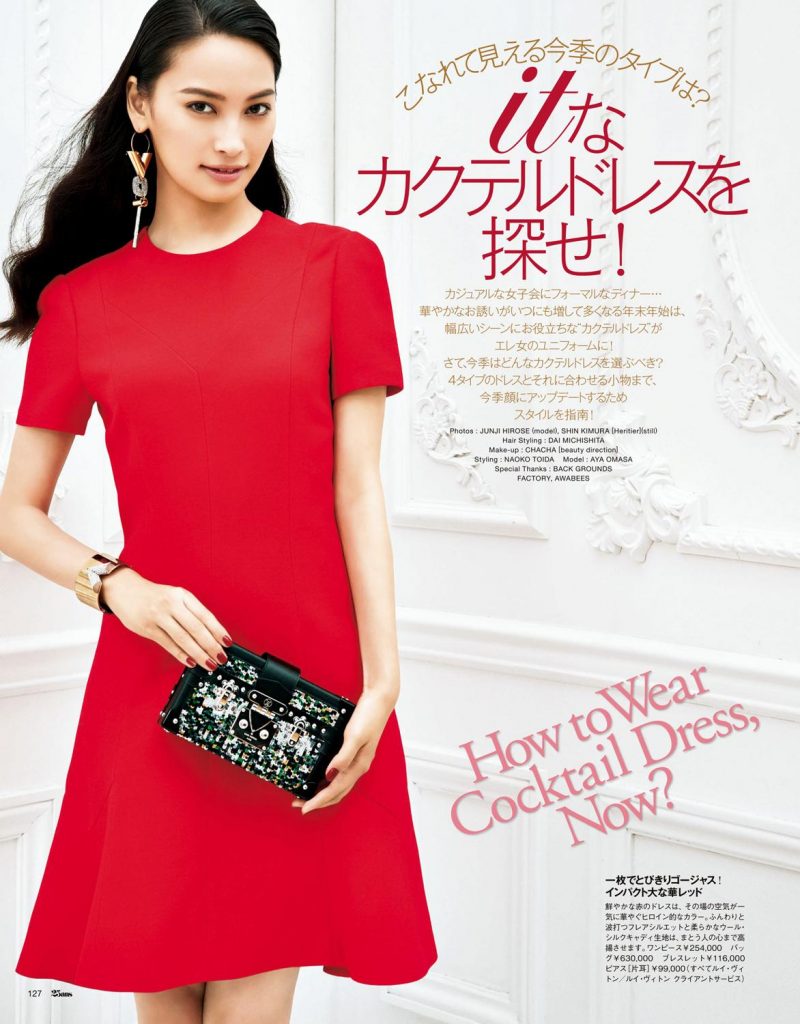 こなれて見える今季のタイプは?
itな
カクテルドレスを
探せ!
カジュアルな女子会にフォーマルなディナー…
華やかなお誘いがいつにも増して多くなる年末年始は、
幅広いシーンにお役立ちな“カクテルドレス”が
エレ女のユニフォームに!
さて、今季はどんなカクテルドレスを選ぶべき?
4タイプのドレスとそれに合わせる小物まで、
今季顔にアップデートするため
スタイルを指南!
Photos : JUNJI HIROSE (model), SHIN KIMURA [Heritier](still)
Hair Styling : DAI MICHISHITA
Make-up : CHACHA [beauty direction]
Styling : NAOKO TOIDA Model : AYA OMASA
Special Thanks : BACK GROUNDS
FACTORY, AWABEES
How to Wear
Cocktail Dress,
Now?
一枚でとびきりゴージャス!
インパクト大な華レッド
鮮やかな赤のドレスは、その場の空気が一
気に華やぐヒロイン的なカラー。ふんわりと
波打つフレアシルエットと柔らかなウール・
シルクキャディ生地は、まとう人の心まで高
揚させます。ワンピース¥254,000 バッ
グ¥630,000 ブレスレット¥116,000
ピアス[片耳]¥99,000(すべてルイ・ヴィ
トン/ルイ・ヴィトン クライアントサービス)
127 25ans